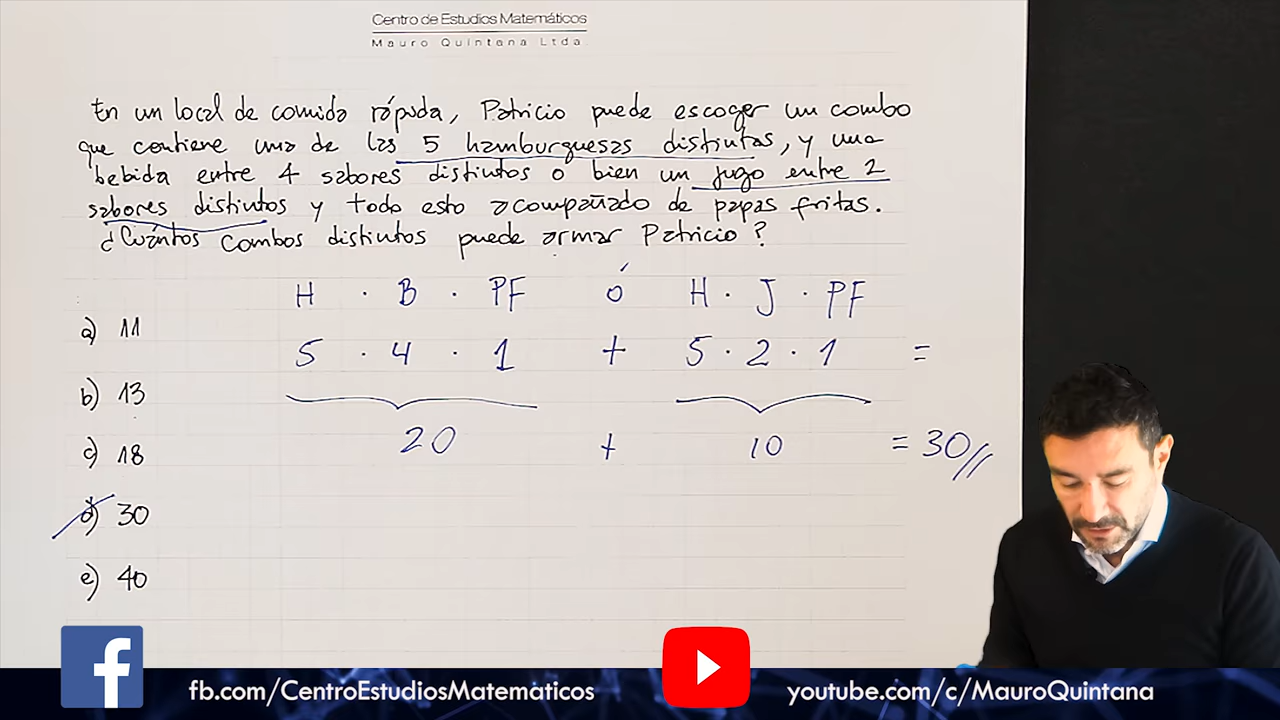 Centro de Estudios Matemáticos
Mauro Quintana Ltda.
En un local de comida rápida, Patricio puede escoger un combo
que contiene una de las 5 hamburguesas distintas, y una
bebida entre 4 sabores distintos o bien un jugo entre 2
sabores distintos y todo esto acompañado de papas fritas.
¿Cuántos combos distintos puede armar Patricio?
H · B · PF ó H · J · PF
a) 11
5 · 4 · 1 + 5 · 2 · 1 =
b) 13
20 + 10 = 30//
c) 18
d) 30
e) 40
f fb.com/CentroEstudiosMatemáticos
youtube.com/c/MauroQuintana